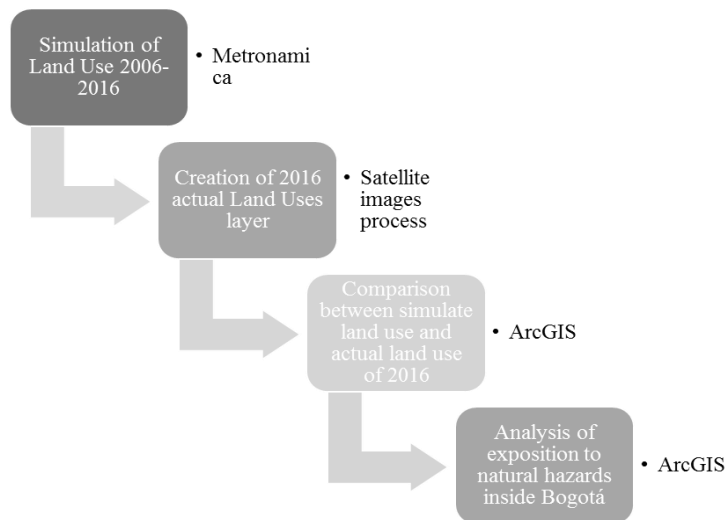 Simulation of
Land Use 2006-
2016
• Metronami
ca
Creation of 2016
actual Land Uses
layer
• Satellite
images
process
Comparison
between simulate
land use and
actual land use
of 2016
• ArcGIS
Analysis of
exposition to
natural hazards
inside Bogotá
• ArcGIS